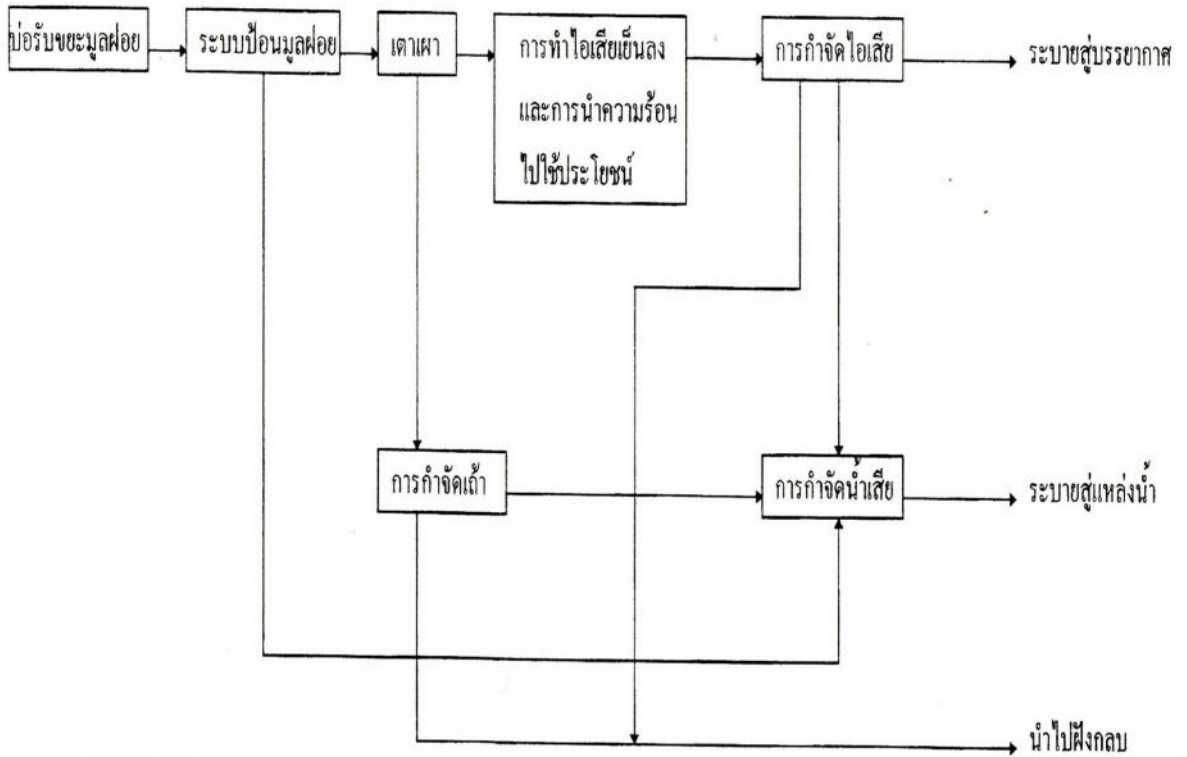 บ่อรับขยะมูลฝอย
ระบบป้อนมูลฝอย
เตาเผา
การทำไอเสียเย็นลง
และการนำความร้อน
ไปใช้ประโยชน์
การกำจัดไอเสีย
ระบายสู่บรรยากาศ
การกำจัดเถ้า
การกำจัดน้ำเสีย
ระบายสู่แหล่งน้ำ
นำไปฝังกลบ